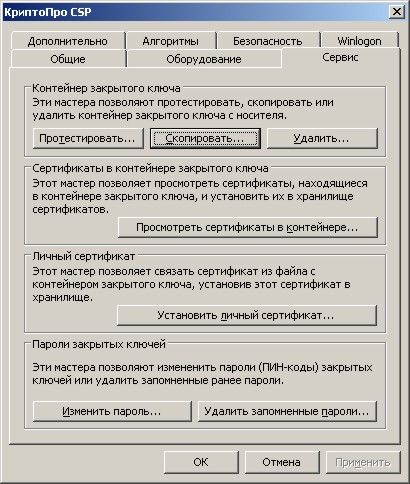 КриптоПро CSP
Дополнительно Алгоритмы Безопасность Winlogon
Общие Оборудование Сервис
Контейнер закрытого ключа
Эти мастера позволяют протестировать, скопировать или
удалить контейнер закрытого ключа с носителя.
Протестировать... Скопировать... Удалить...
Сертификаты в контейнере закрытого ключа
Этот мастер позволяет просмотреть сертификаты, находящиеся
в контейнере закрытого ключа, и установить их в хранилище
сертификатов.
Просмотреть сертификаты в контейнере...
Личный сертификат
Этот мастер позволяет связать сертификат из файла с
контейнером закрытого ключа, установив этот сертификат в
хранилище.
Установить личный сертификат...
Пароли закрытых ключей
Эти мастера позволяют измененить пароли (ПИН-коды) закрытых
ключей или удалить запомненные ранее пароли.
Изменить пароль... Удалить запомненные пароли...
ОК Отмена Применить